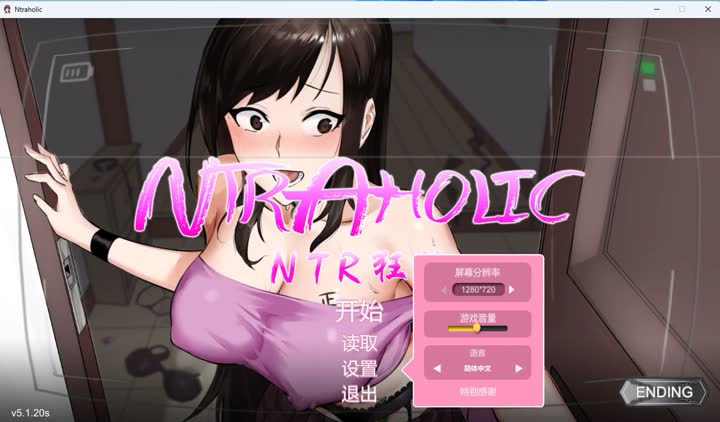 Ntraholic
NTRAHOLIC
NTR狂
正
开始
读取
设置
退出
屏幕分辨率
1280*720
游戏音量
语言
简体中文
特别感谢
ENDING
v5.1.20s